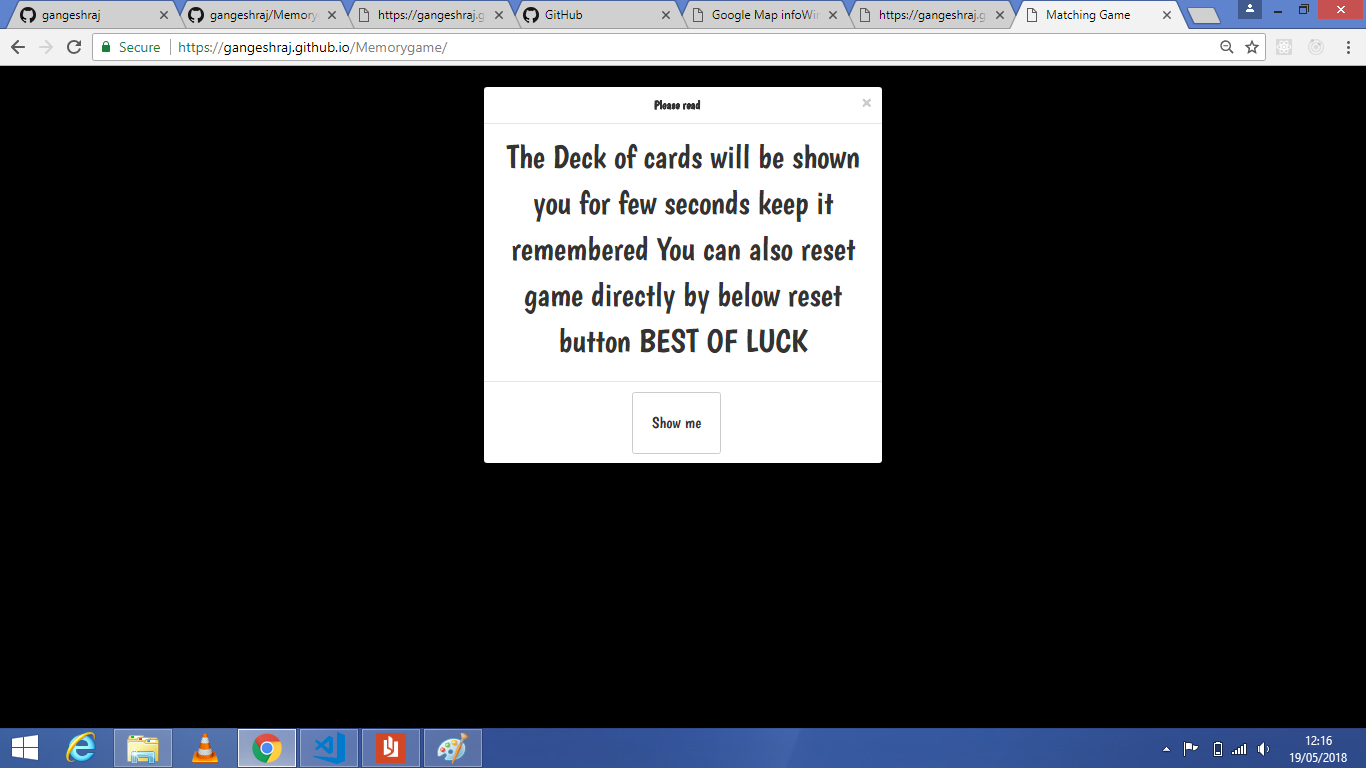 gangeshraj
gangeshraj/Memory
https://gangeshraj.g
GitHub
Google Map infoWin
https://gangeshraj.g
Matching Game
Secure
https://gangeshraj.github.io/Memorygame/
Please read
The Deck of cards will be shown
you for few seconds keep it
remembered You can also reset
game directly by below reset
button BEST OF LUCK
Show me
12:16
19/05/2018